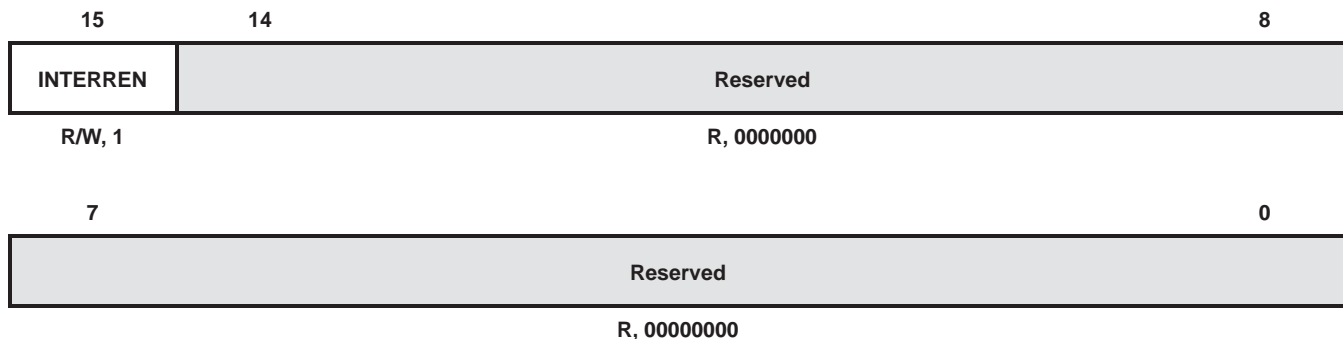 15 14 8
INTERREN Reserved
R/W, 1 R, 0000000
7 0
Reserved
R, 00000000